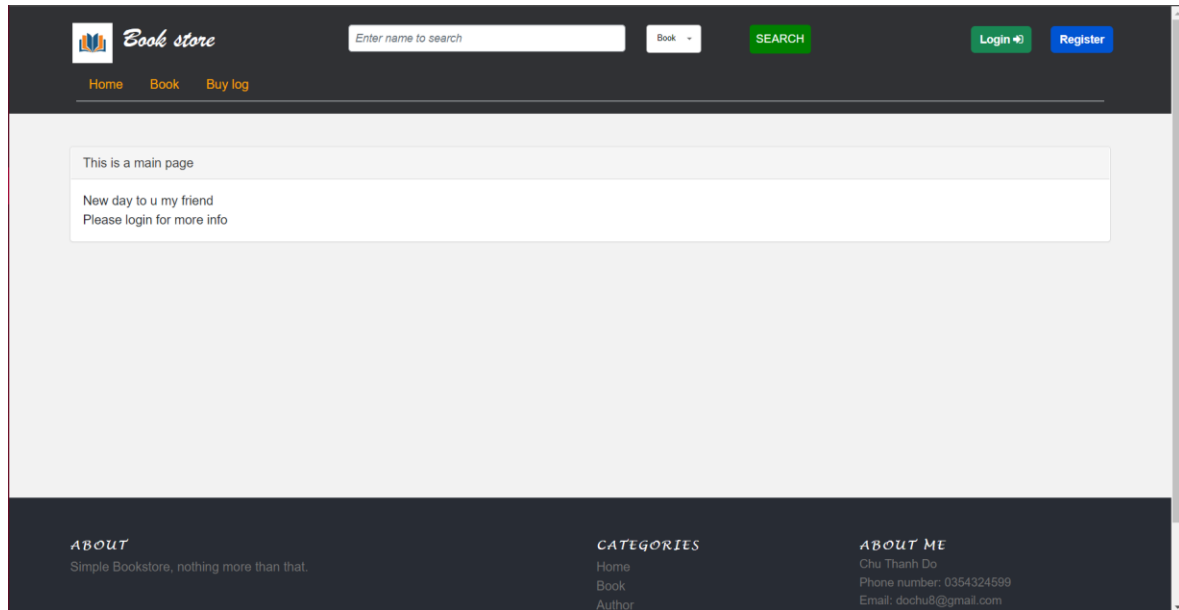 Book store
Enter name to search
Book
SEARCH
Login
Register
Home Book Buy log
This is a main page
New day to u my friend
Please login for more info
ABOUT
Simple Bookstore, nothing more than that.
CATEGORIES
Home
Book
Author
ABOUT ME
Chu Thanh Do
Phone number: 0354324599
Email: dochu8@gmail.com